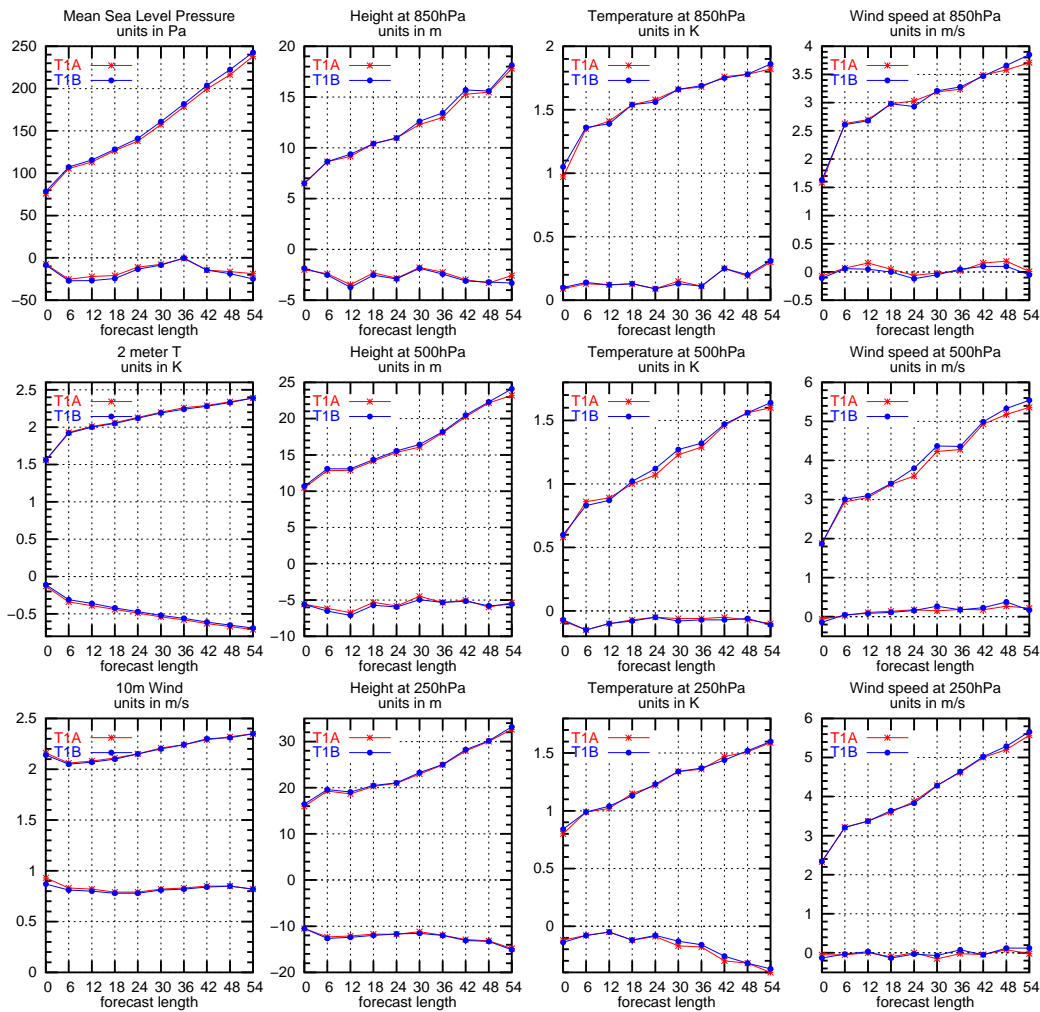 Mean Sea Level Pressure
units in Pa
250
200
150
100
50
0
−50
T1A
T1B
0 6 12 18 24 30 36 42 48 54
forecast length
Height at 850hPa
units in m
20
15
10
5
0
−5
T1A
T1B
0 6 12 18 24 30 36 42 48 54
forecast length
Temperature at 850hPa
units in K
2
1.5
1
0.5
0
T1A
T1B
0 6 12 18 24 30 36 42 48 54
forecast length
Wind speed at 850hPa
units in m/s
4
3.5
3
2.5
2
1.5
1
0.5
0
−0.5
T1A
T1B
0 6 12 18 24 30 36 42 48 54
forecast length
2 meter T
units in K
2.5
2
1.5
1
0.5
0
−0.5
T1A
T1B
0 6 12 18 24 30 36 42 48 54
forecast length
Height at 500hPa
units in m
25
20
15
10
5
0
−5
−10
T1A
T1B
0 6 12 18 24 30 36 42 48 54
forecast length
Temperature at 500hPa
units in K
1.5
1
0.5
0
T1A
T1B
0 6 12 18 24 30 36 42 48 54
forecast length
Wind speed at 500hPa
units in m/s
6
5
4
3
2
1
0
T1A
T1B
0 6 12 18 24 30 36 42 48 54
forecast length
10m Wind
units in m/s
2.5
2
1.5
1
0.5
0
T1A
T1B
0 6 12 18 24 30 36 42 48 54
forecast length
Height at 250hPa
units in m
30
20
10
0
−10
−20
T1A
T1B
0 6 12 18 24 30 36 42 48 54
forecast length
Temperature at 250hPa
units in K
1.5
1
0.5
0
T1A
T1B
0 6 12 18 24 30 36 42 48 54
forecast length
Wind speed at 250hPa
units in m/s
6
5
4
3
2
1
0
T1A
T1B
0 6 12 18 24 30 36 42 48 54
forecast length